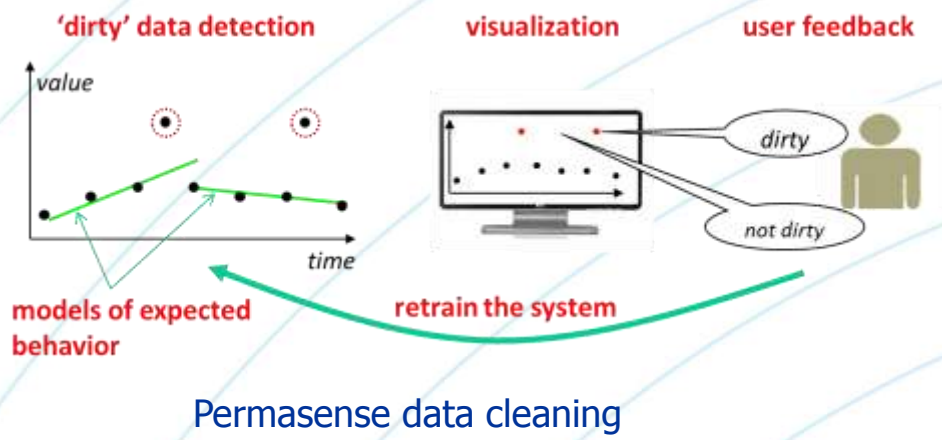 'dirty' data detection
visualization
user feedback
value
dirty
not dirty
time
models of expected
behavior
retrain the system
Permasense data cleaning